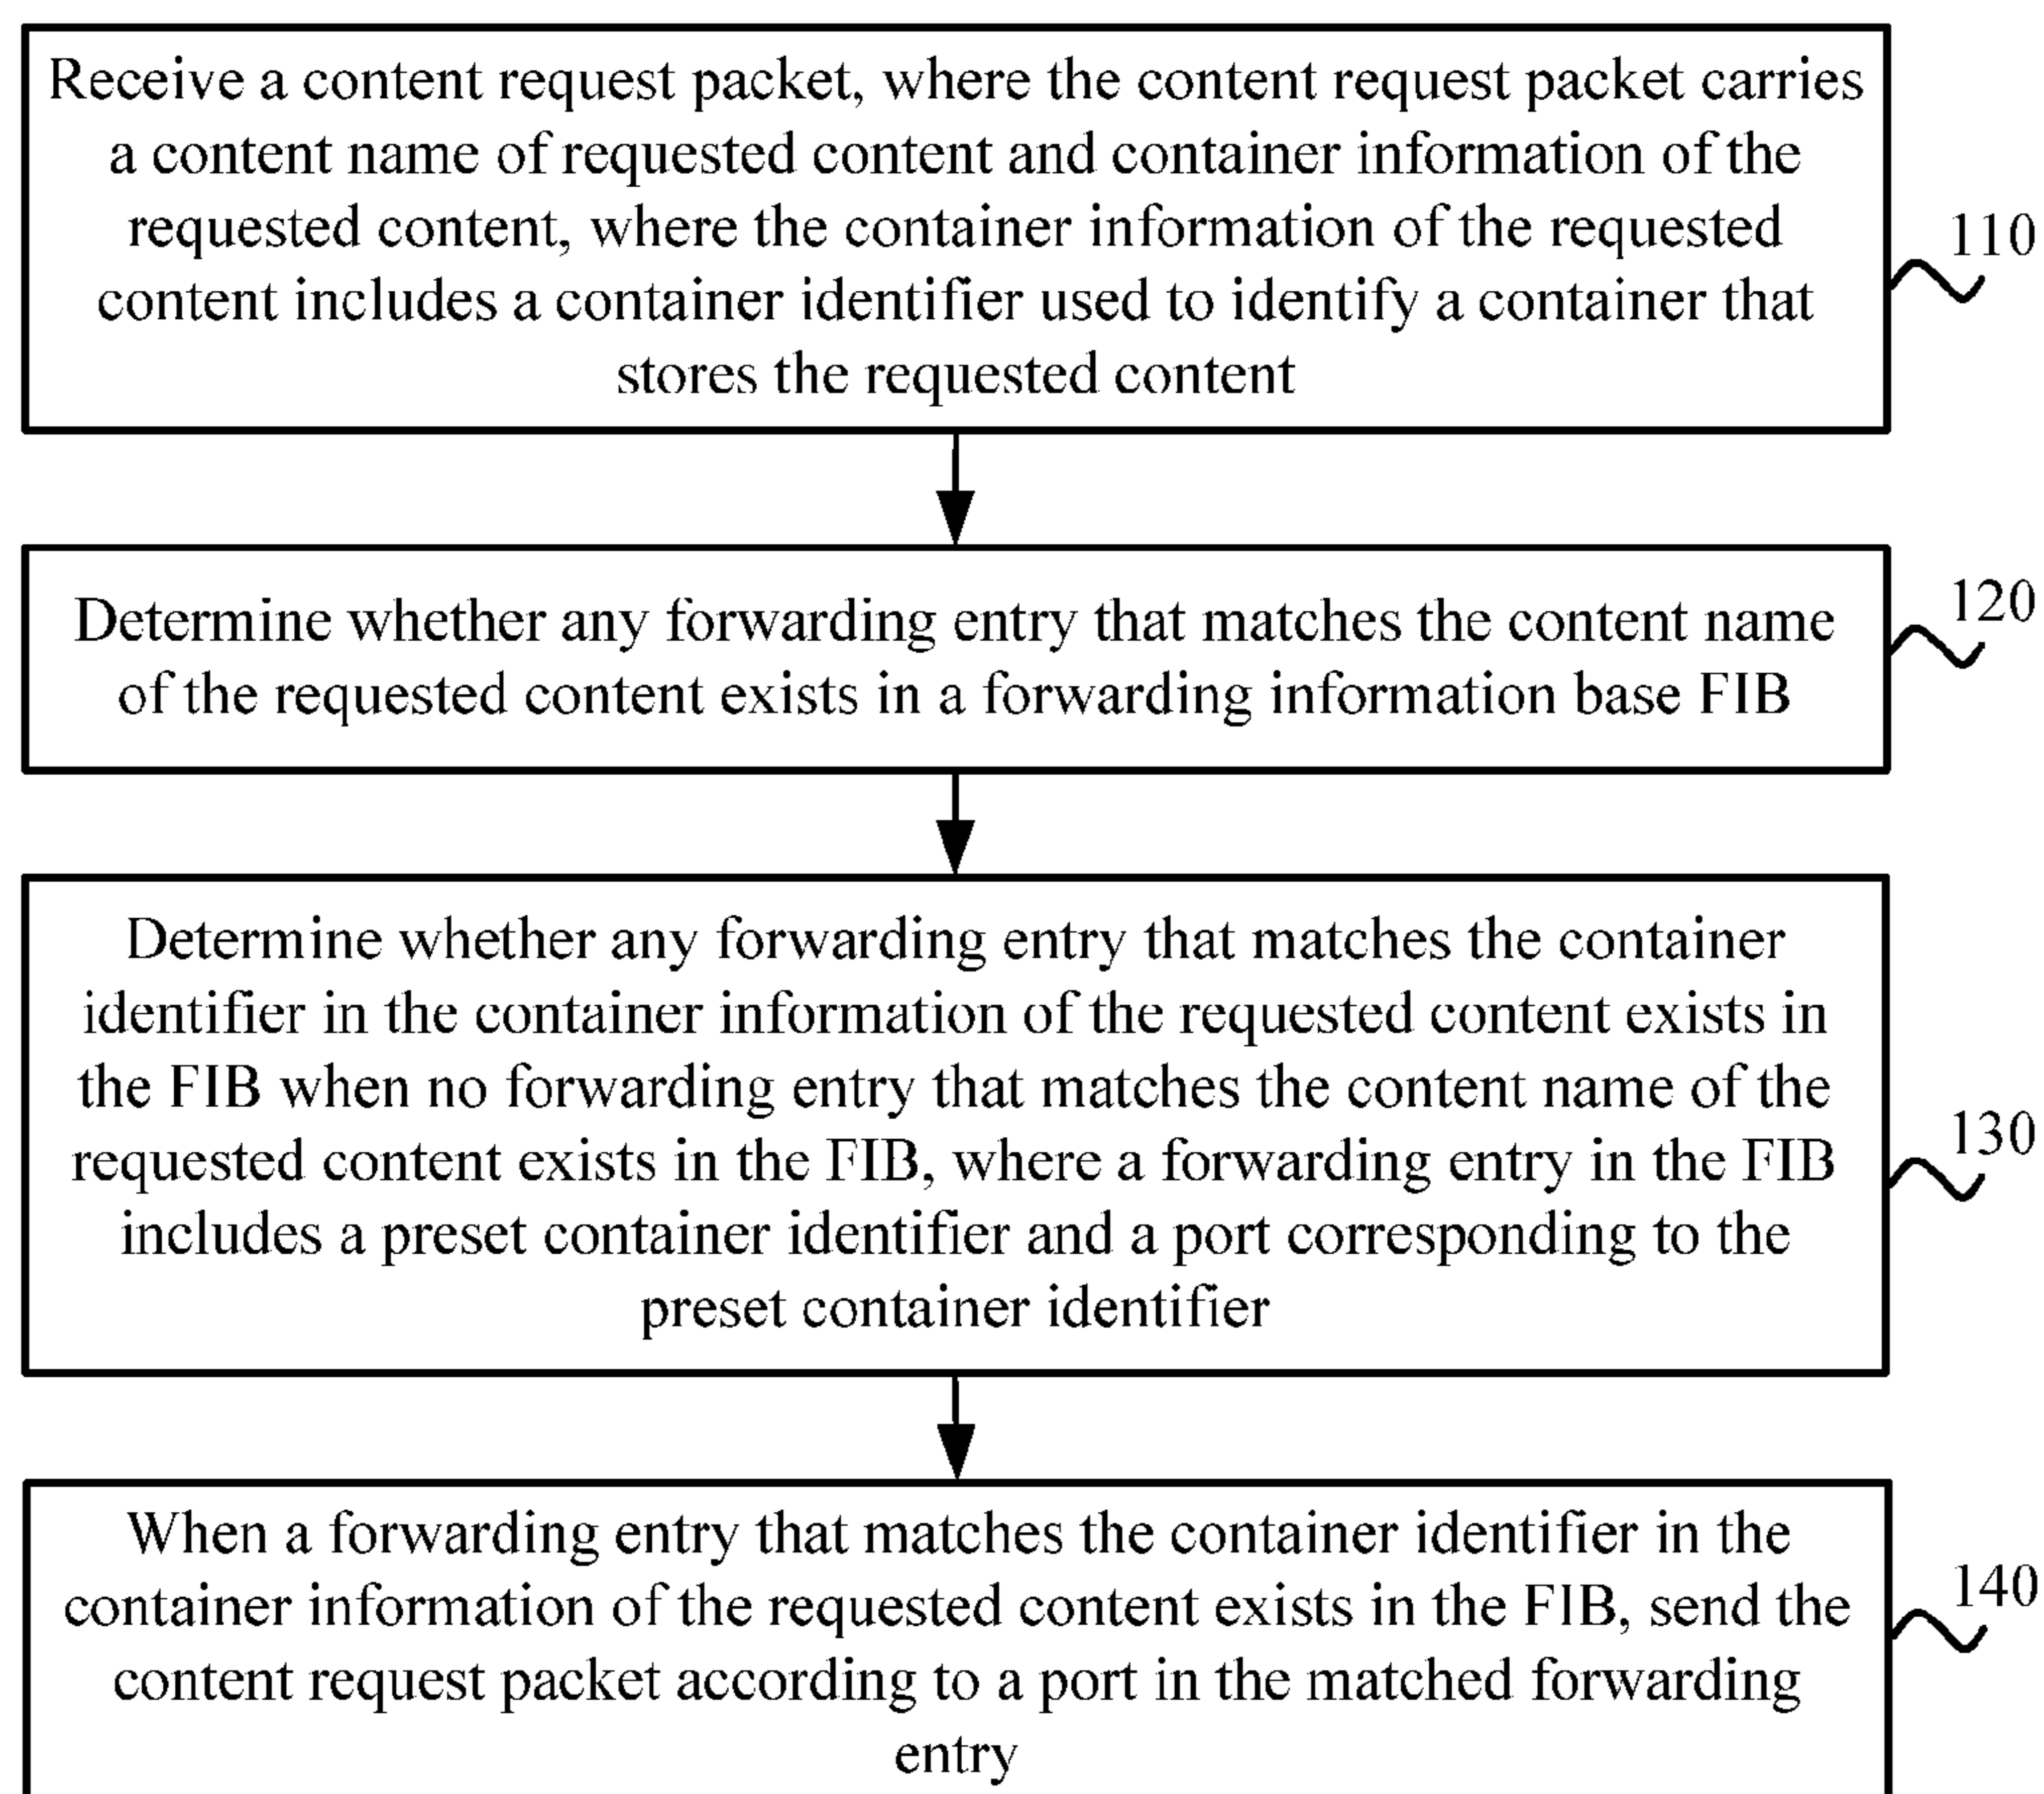 Receive a content request packet, where the content request packet carries
a content name of requested content and container information of the
requested content, where the container information of the requested
content includes a container identifier used to identify a container that
stores the requested content
110
Determine whether any forwarding entry that matches the content name
of the requested content exists in a forwarding information base FIB
120
Determine whether any forwarding entry that matches the container
identifier in the container information of the requested content exists in
the FIB when no forwarding entry that matches the content name of the
requested content exists in the FIB, where a forwarding entry in the FIB
includes a preset container identifier and a port corresponding to the
preset container identifier
130
When a forwarding entry that matches the container identifier in the
container information of the requested content exists in the FIB, send the
content request packet according to a port in the matched forwarding
entry
140